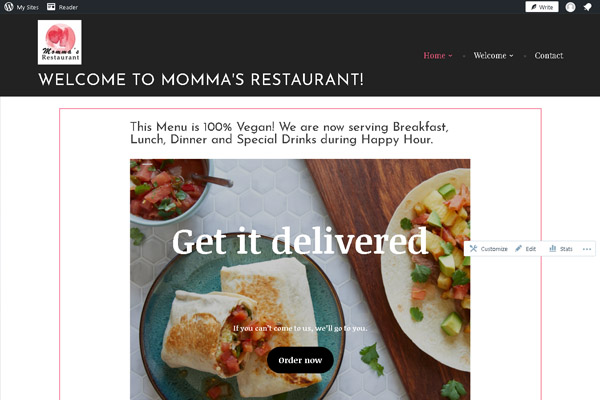 My Sites
Reader
Write
Momma's
Restaurant
Home
Welcome
Contact
WELCOME TO MOMMA'S RESTAURANT!
This Menu is 100% Vegan! We are now serving Breakfast,
Lunch, Dinner and Special Drinks during Happy Hour.
Get it delivered
Customize
Edit
Stats
If you can't come to us, we'll go to you.
Order now